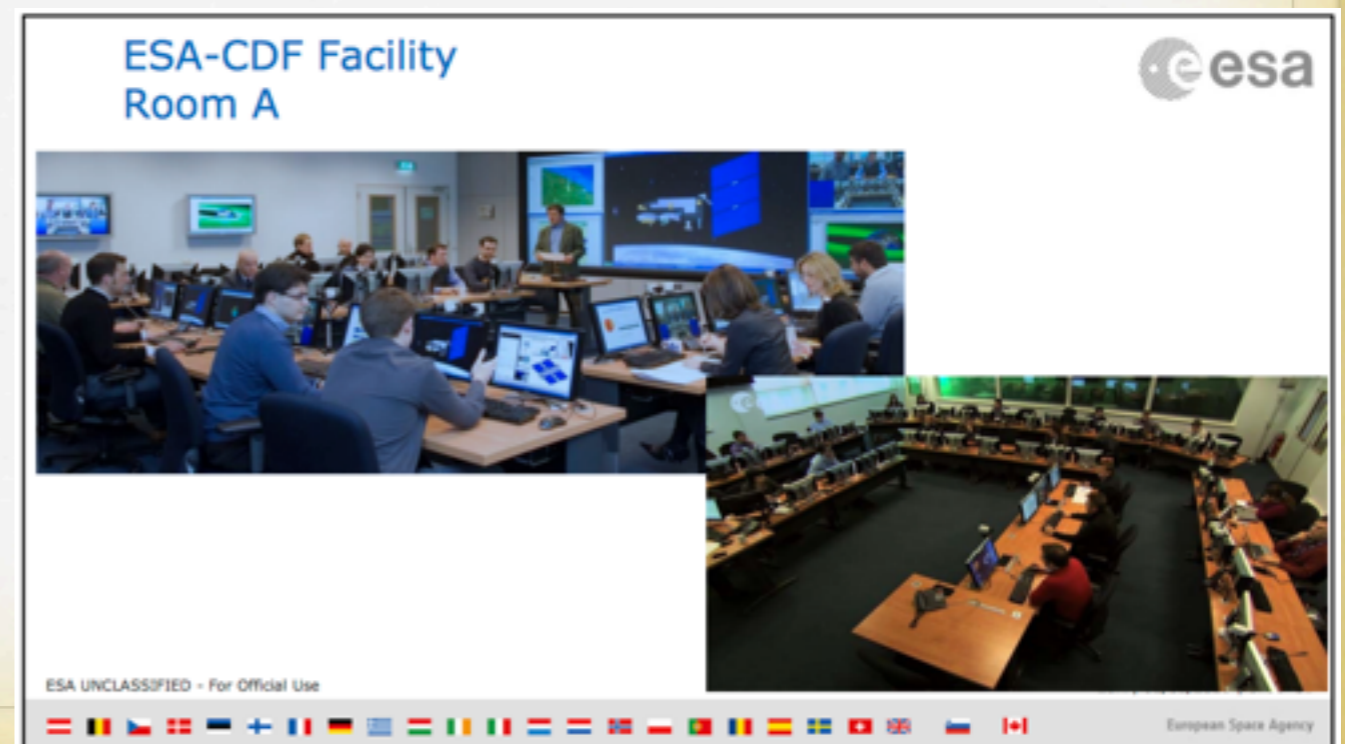 ESA-CDF Facility
Room A
esa
ESA UNCLASSIFIED - For Official Use
European Space Agency